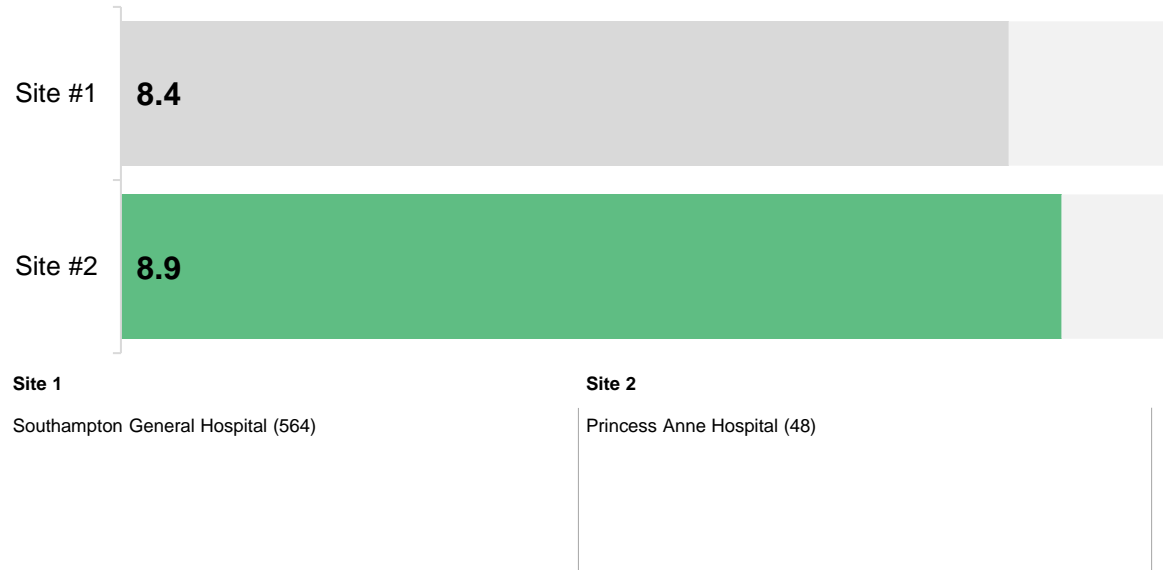 Site #1
8.4
Site #2
8.9
Site 1
Site 2
Southampton General Hospital (564)
Princess Anne Hospital (48)